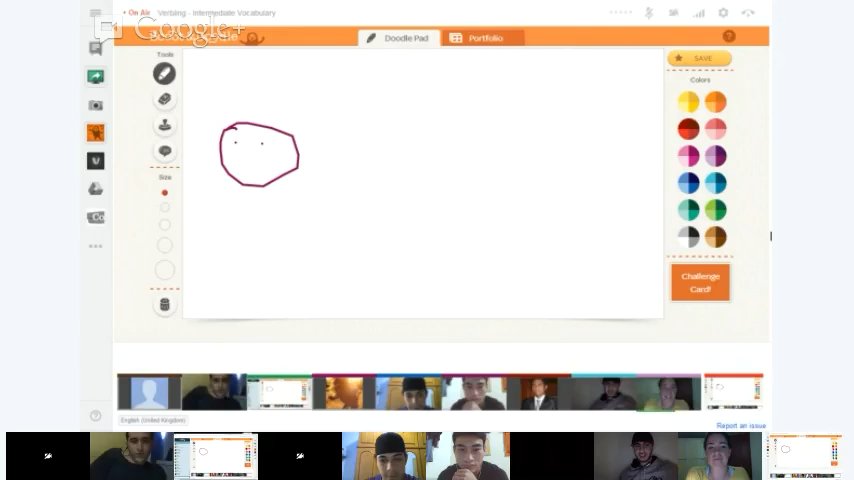 • On Air Verbling - Intermediate Vocabulary
Google+
Doodle Pad
Portfolio
Tools
SAVE
Colors
Size
Challenge
Card!
English (United Kingdom)
Report an issue